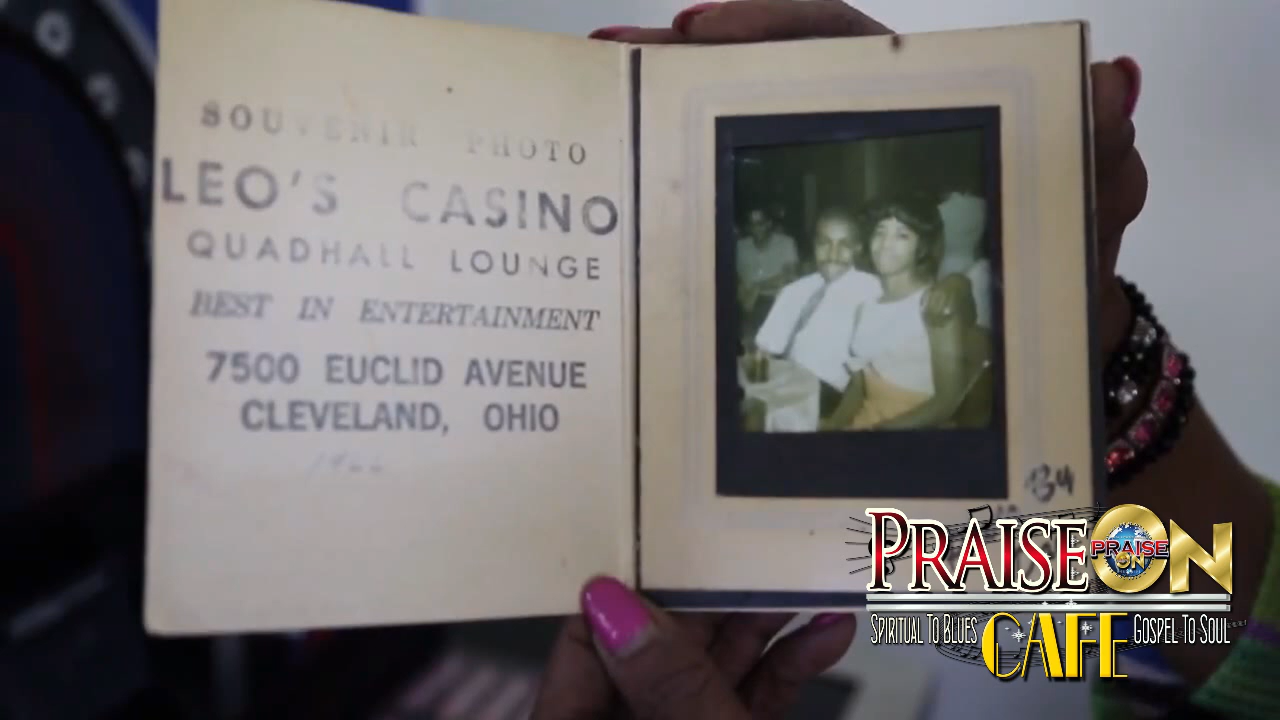 SOUVENIR PHOTO
LEO'S CASINO
QUADHALL LOUNGE
BEST IN ENTERTAINMENT
7500 EUCLID AVENUE
CLEVELAND, OHIO
1966
PRAISE ON
PRAISE ON
SPIRITUAL TO BLUES CAFE GOSPEL TO SOUL